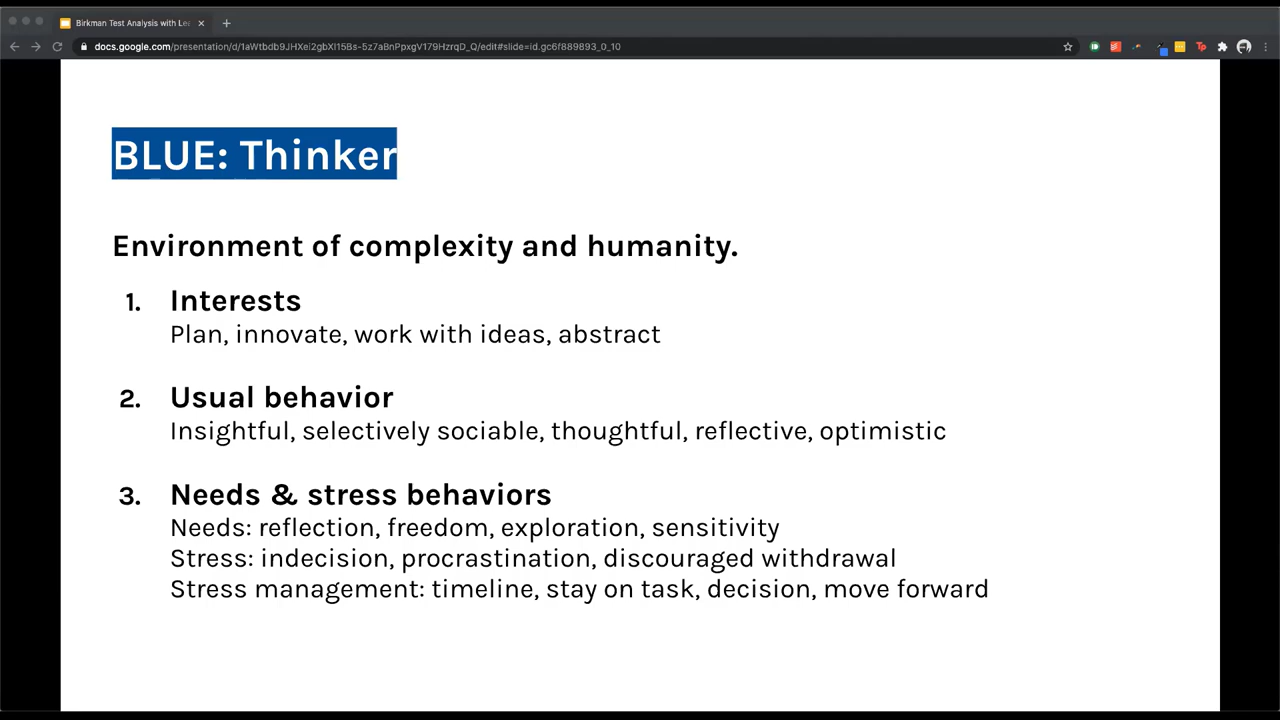 Birkman Test Analysis with Lea
docs.google.com/presentation/d/1aWtbdb9JHXei2gbXl15Bs-5z7aBnPpxgV179HzrqD_Q/edit#slide=id.gc6f889893_0_10
BLUE: Thinker
Environment of complexity and humanity.
1. Interests
Plan, innovate, work with ideas, abstract
2. Usual behavior
Insightful, selectively sociable, thoughtful, reflective, optimistic
3. Needs & stress behaviors
Needs: reflection, freedom, exploration, sensitivity
Stress: indecision, procrastination, discouraged withdrawal
Stress management: timeline, stay on task, decision, move forward